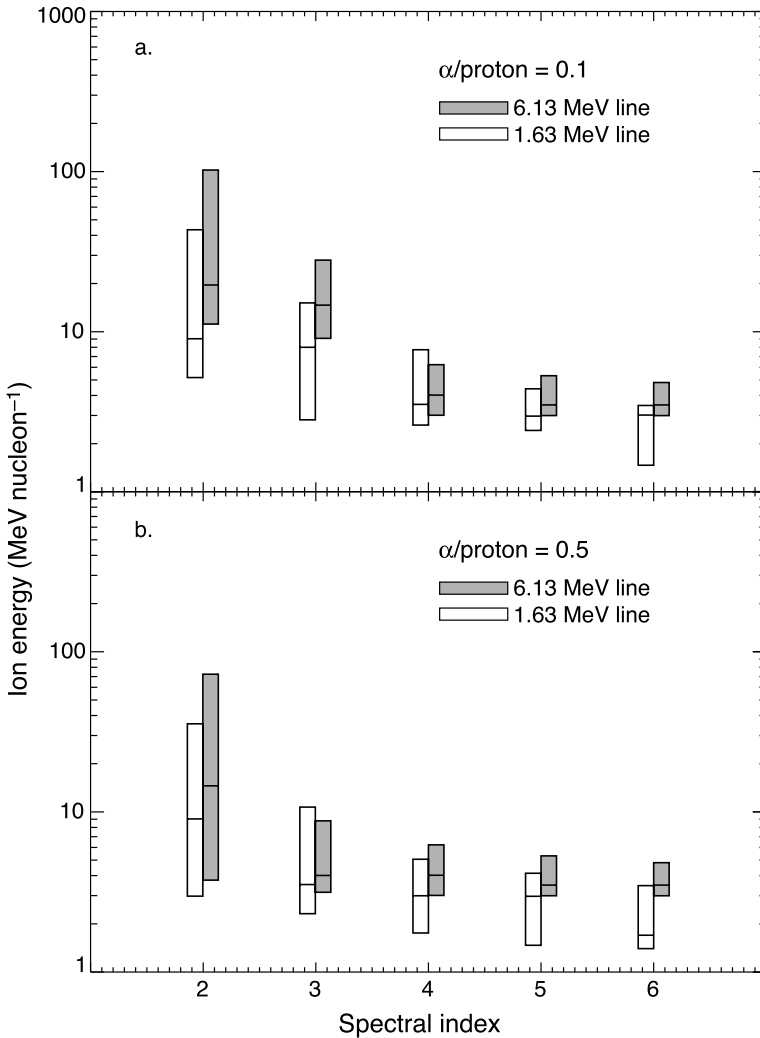 1000
a.
α/proton = 0.1
6.13 MeV line
1.63 MeV line
100
10
1
Ion energy (MeV nucleon⁻¹)
b.
α/proton = 0.5
6.13 MeV line
1.63 MeV line
100
10
1
2 3 4 5 6
Spectral index